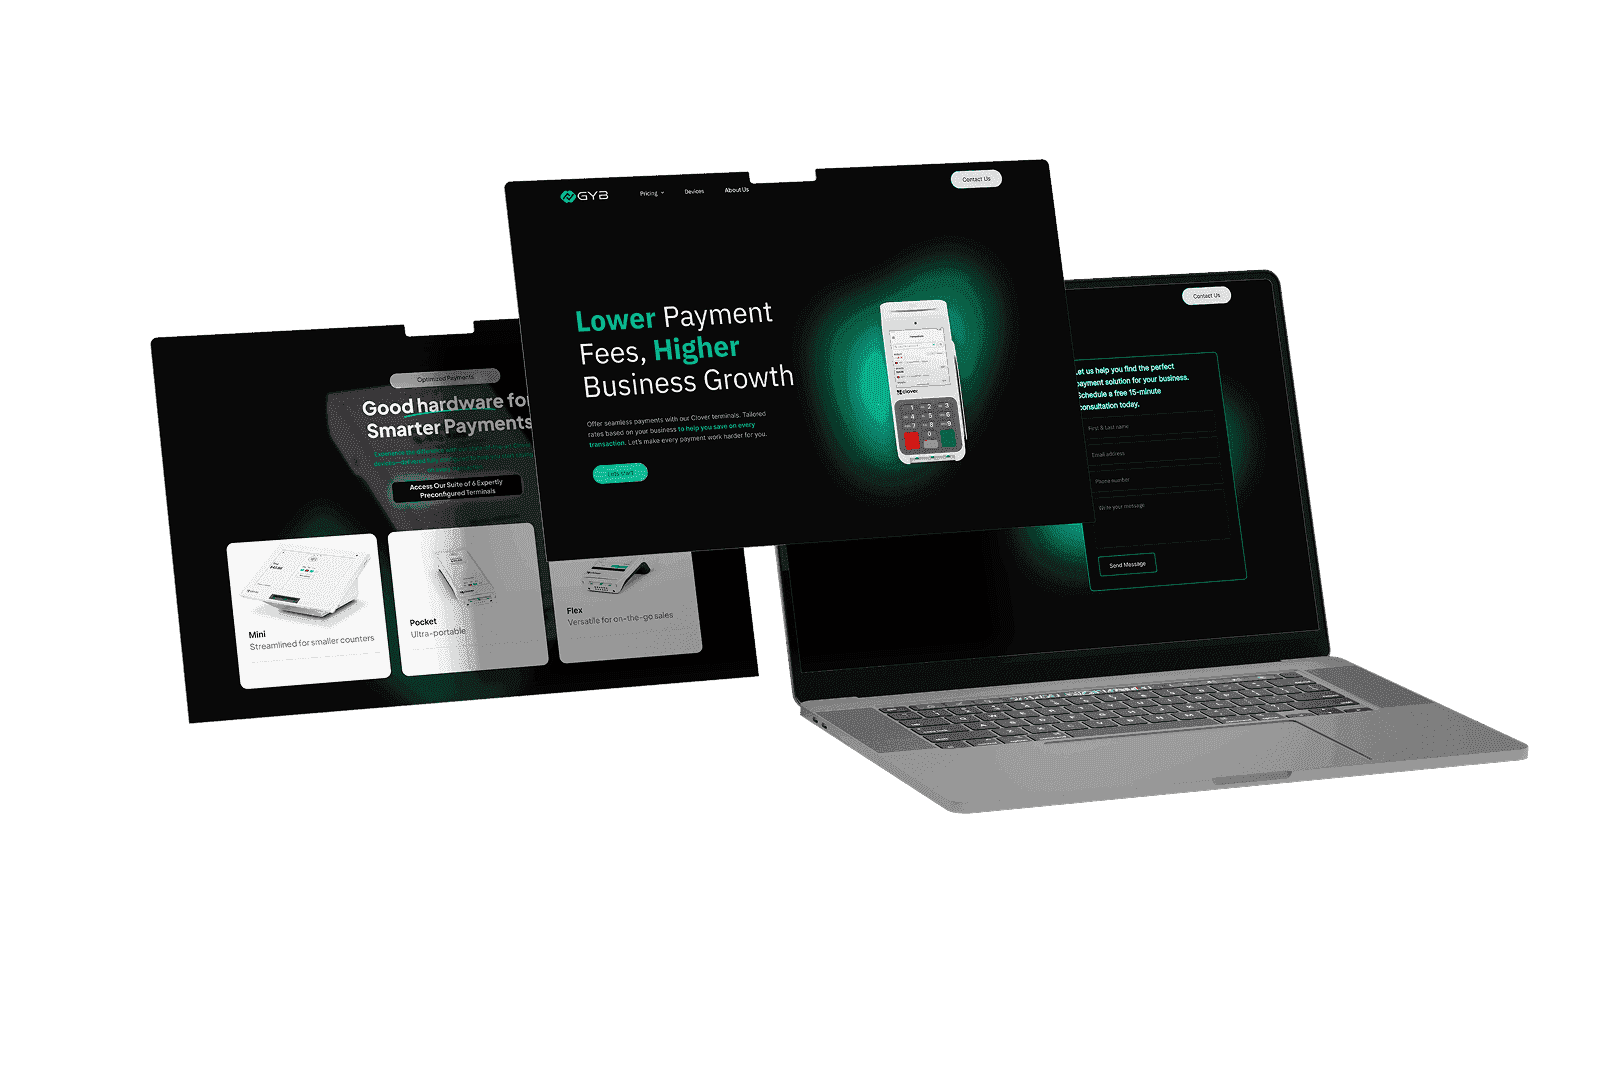 GYB
Pricing
Devices
About Us
Contact Us
Lower Payment
Fees, Higher
Business Growth
Offer seamless payments with our Clover terminals. Tailored
rates based on your business to help you save on every
transaction. Let's make every payment work harder for you.
clover
Optimized Payments
Good hardware fo
Smarter Payments
Access Our Suite of 6 Expertly
Preconfigured Terminals
Mini
Streamlined for smaller counters
Pocket
Ultra-portable
Flex
Versatile for on-the-go sales
Contact Us
et us help you find the perfect
payment solution for your business.
Schedule a free 15-minute
consultation today.
First & Last name
Email address
Phone number
Write your message
Send Message